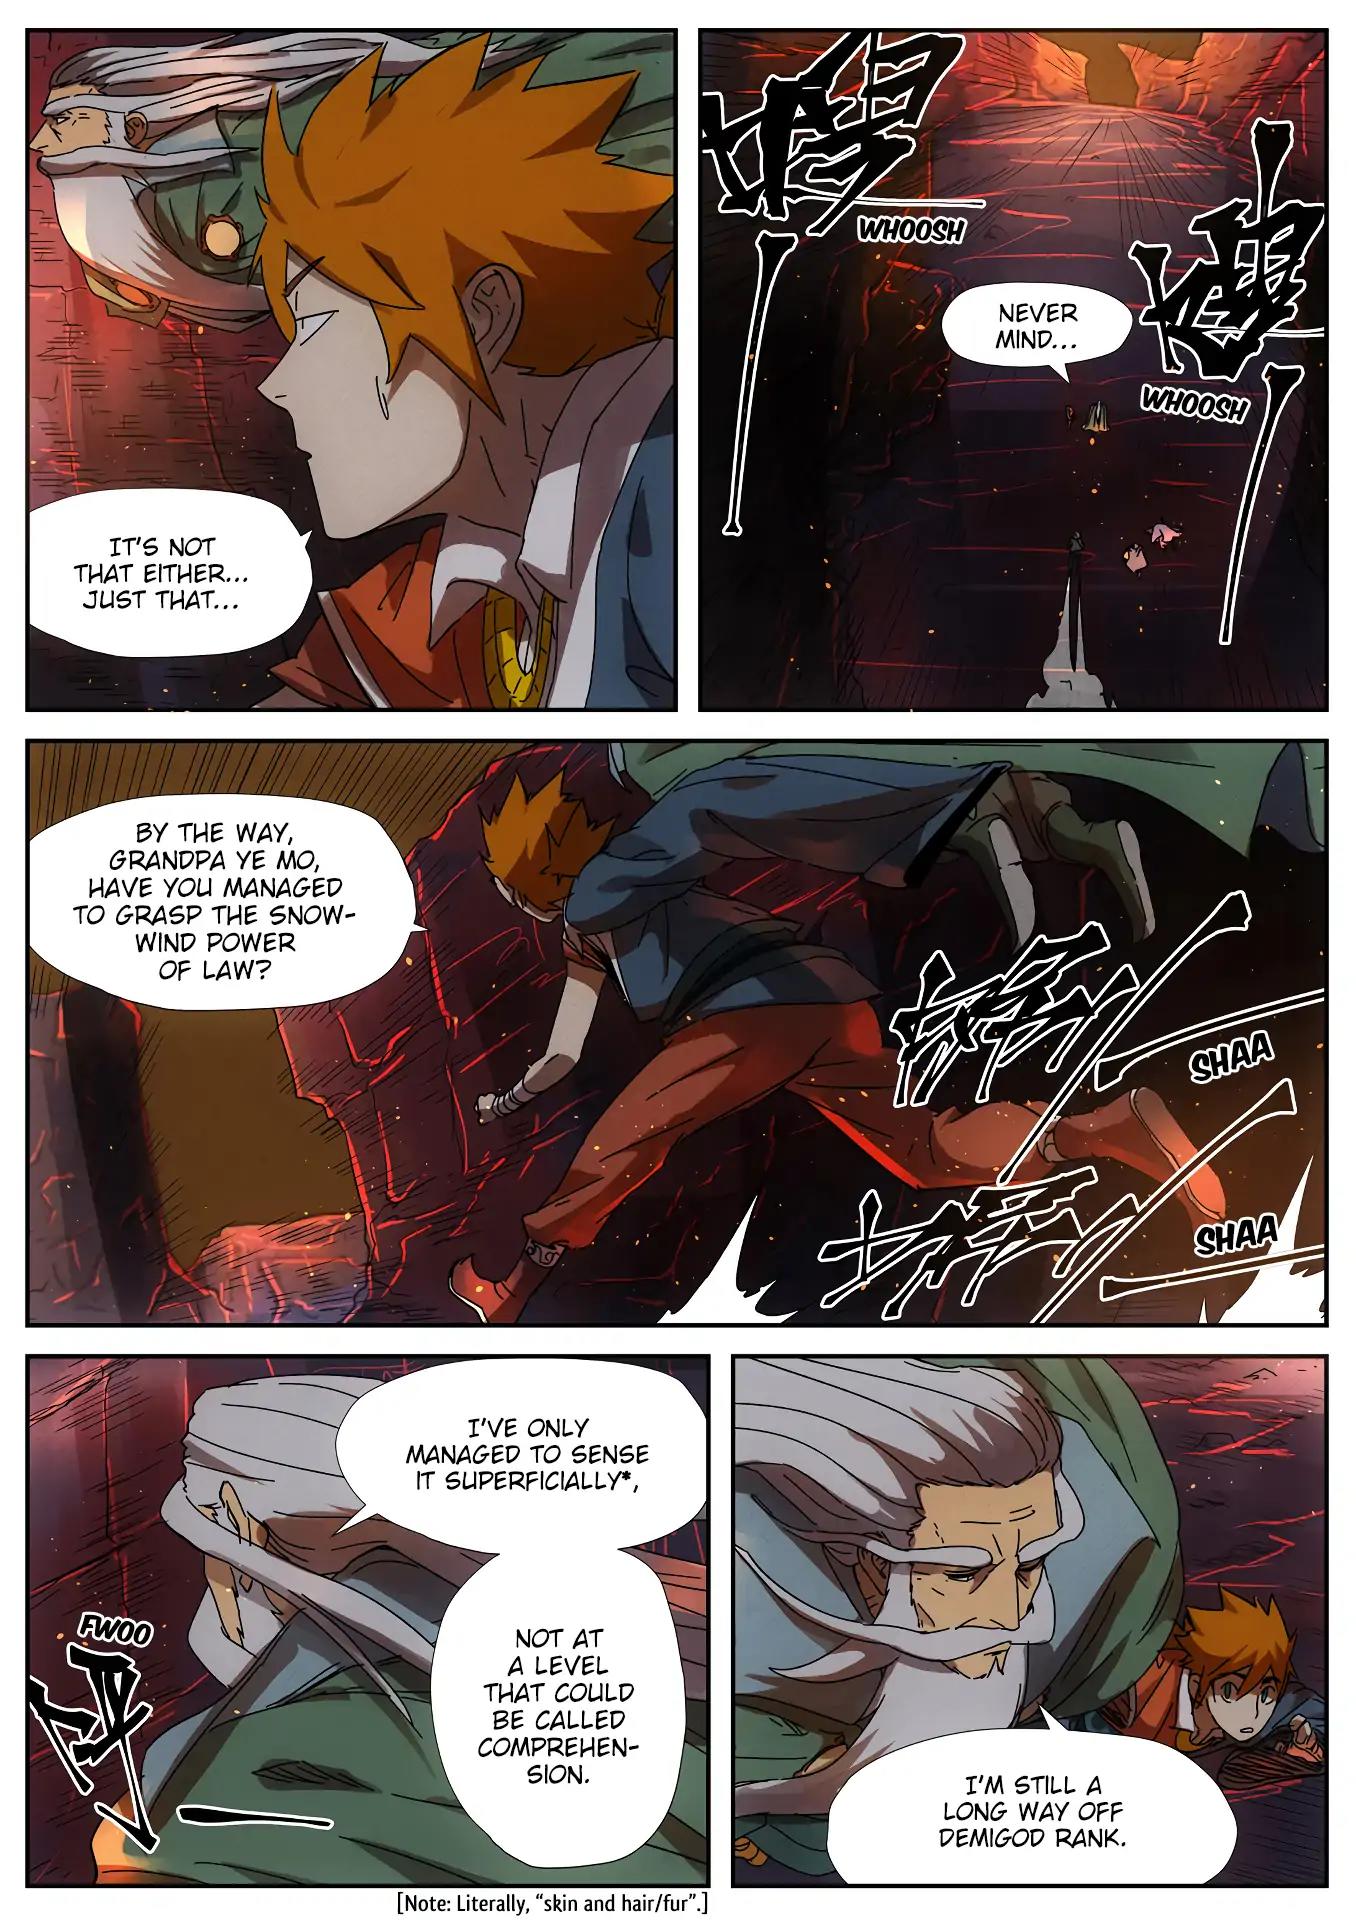 IT'S NOT
THAT EITHER...
JUST THAT...
WHOOSH
NEVER
MIND...
WHOOSH
BY THE WAY,
GRANDPA YE MO,
HAVE YOU MANAGED
TO GRASP THE SNOW-
WIND POWER
OF LAW?
SHAA
SHAA
I'VE ONLY
MANAGED TO SENSE
IT SUPERFICIALLY*,
NOT AT
A LEVEL
THAT COULD
BE CALLED
COMPREHEN-
SION.
FWOO
I'M STILL A
LONG WAY OFF
DEMIGOD RANK.
[Note: Literally, "skin and hair/fur".]